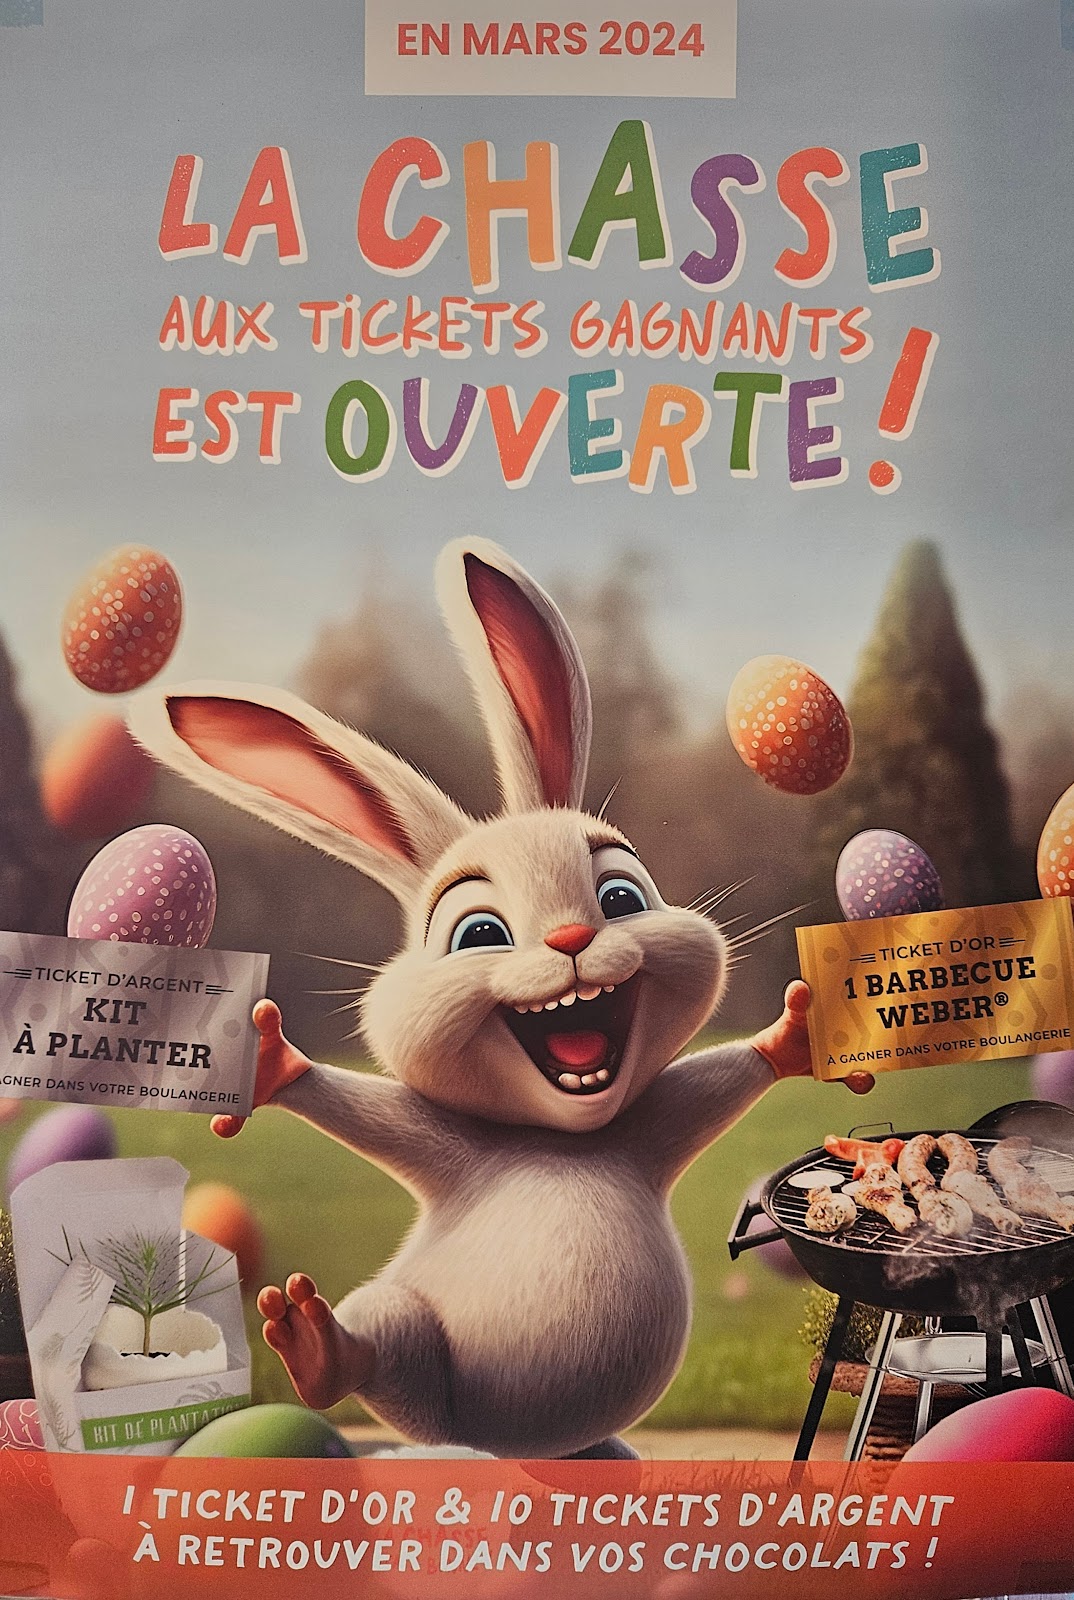 EN MARS 2024
LA CHASSE
AUX TICKETS GAGNANTS
EST OUVERTE !
TICKET D'ARGENT
KIT
À PLANTER
AGNER DANS VOTRE BOULANGERIE
TICKET D'OR
1 BARBECUE
WEBER®
À GAGNER DANS VOTRE BOULANGERIE
KIT DE PLANTATI
1 TICKET D'OR & 10 TICKETS D'ARGENT
À RETROUVER DANS VOS CHOCOLATS !